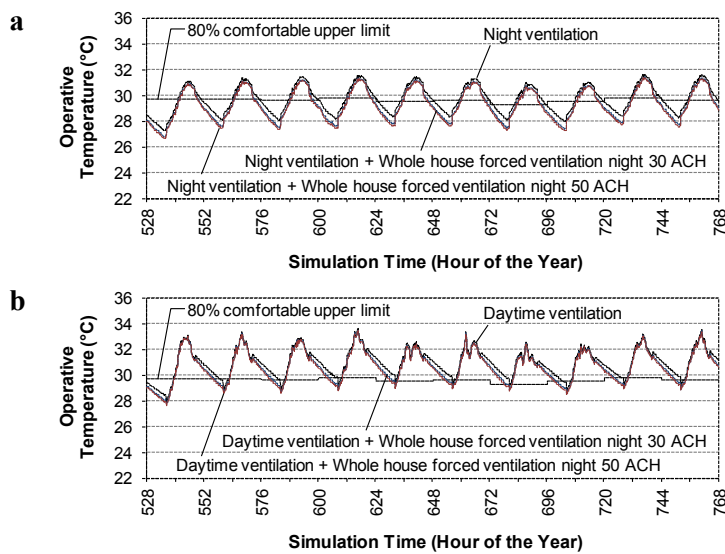 a
36
34
32
30
28
26
24
22
Operative
Temperature (°C)
80% comfortable upper limit
Night ventilation
Night ventilation + Whole house forced ventilation night 30 ACH
Night ventilation + Whole house forced ventilation night 50 ACH
528
552
576
600
624
648
672
696
720
744
768
Simulation Time (Hour of the Year)
b
36
34
32
30
28
26
24
22
Operative
Temperature (°C)
80% comfortable upper limit
Daytime ventilation
Daytime ventilation + Whole house forced ventilation night 30 ACH
Daytime ventilation + Whole house forced ventilation night 50 ACH
528
552
576
600
624
648
672
696
720
744
768
Simulation Time (Hour of the Year)